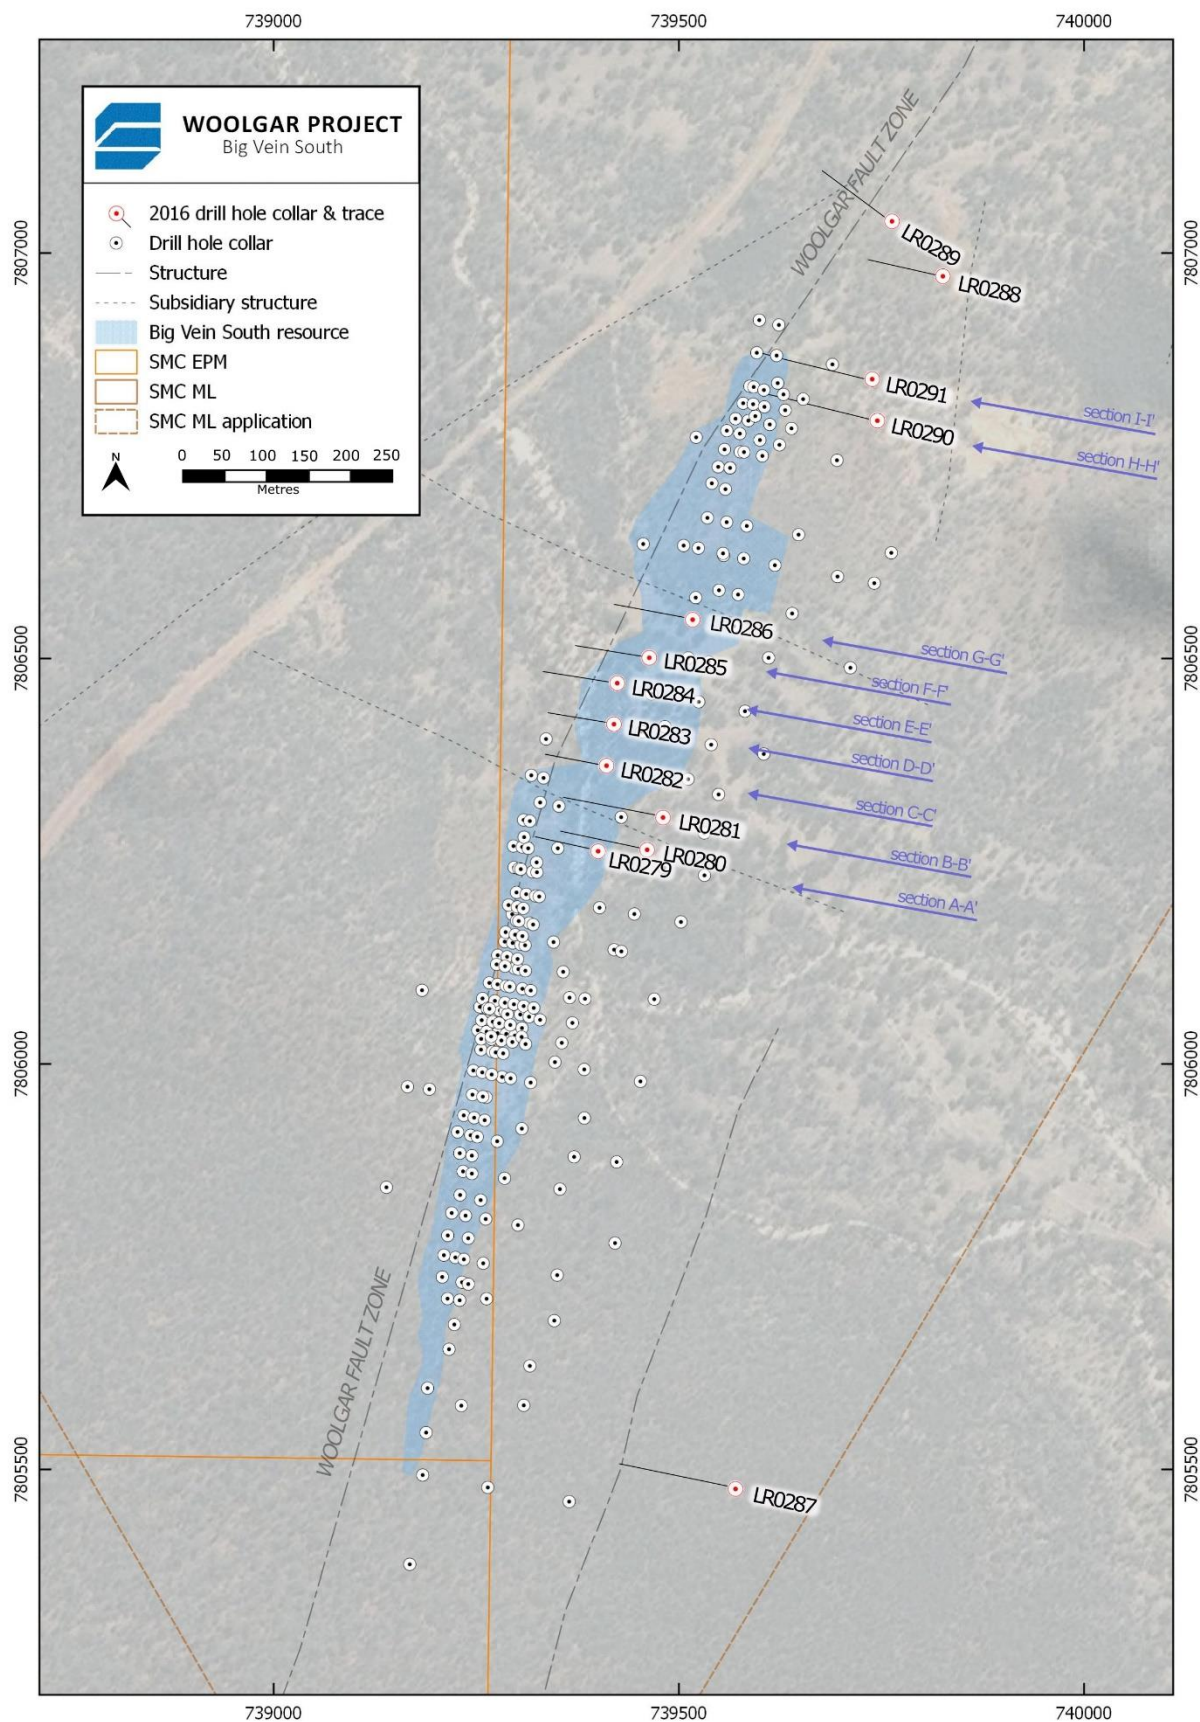 739000
739500
740000
WOOLGAR PROJECT
Big Vein South
2016 drill hole collar & trace
Drill hole collar
Structure
Subsidiary structure
Big Vein South resource
SMC EPM
SMC ML
SMC ML application
N
0 50 100 150 200 250
Metres
WOOLGAR FAULT ZONE
7807000
7807000
LR0289
LR0288
LR0291
section I-I'
LR0290
section H-H'
LR0286
section G-G'
7806500
7806500
LR0285
section F-F'
LR0284
section E-E'
LR0283
section D-D'
LR0282
section C-C'
LR0281
section B-B'
LR0280
LR0279
section A-A'
7806000
7806000
WOOLGAR FAULT ZONE
7805500
7805500
LR0287
739000
739500
740000